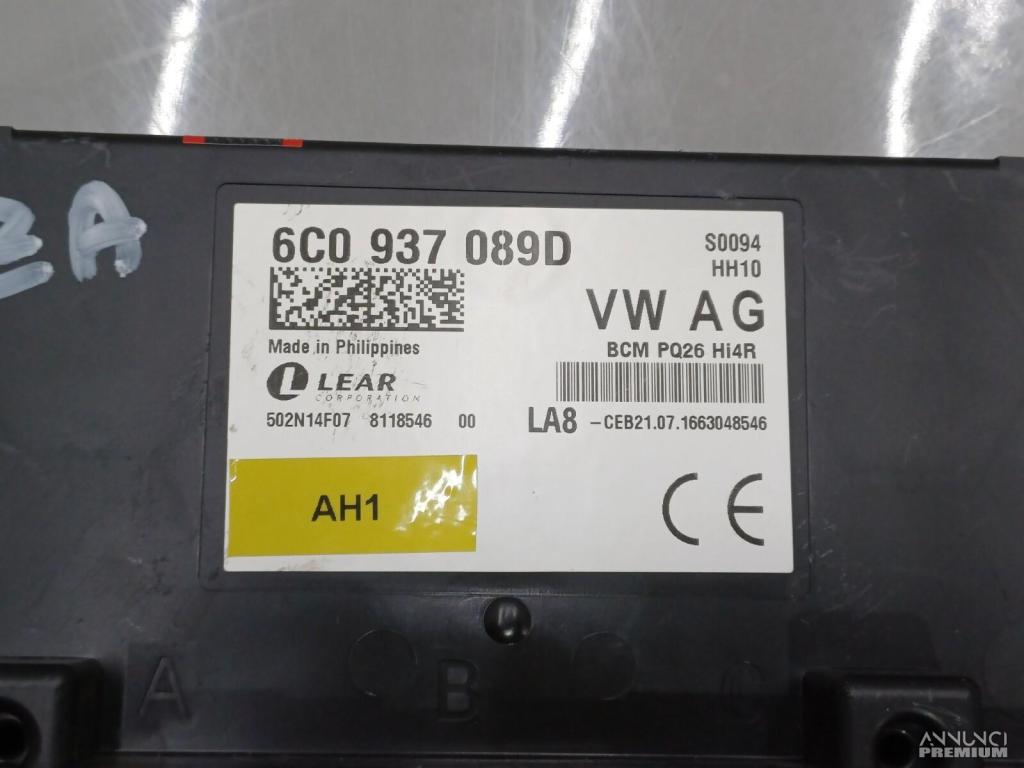 BA
6C0 937 089D
S0094
HH10
VW AG
Made in Philippines
BCM PQ26 Hi4R
LEAR
CORPORATION
502N14F07 8118546 00
LA8 -CEB21.07.1663048546
AH1
CE
A B C
ANNUNCI
PREMIUM